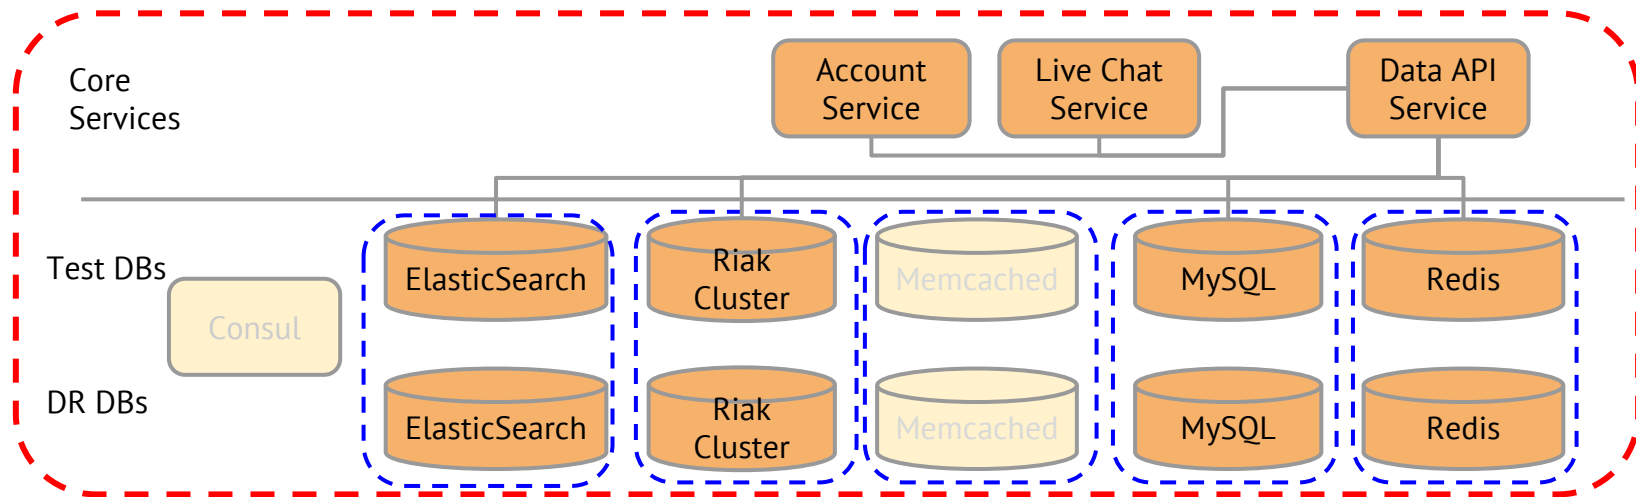 Core
Services
Account
Service
Live Chat
Service
Data API
Service
Test DBs
ElasticSearch
Riak
Cluster
Memcached
MySQL
Redis
Consul
DR DBs
ElasticSearch
Riak
Cluster
Memcached
MySQL
Redis